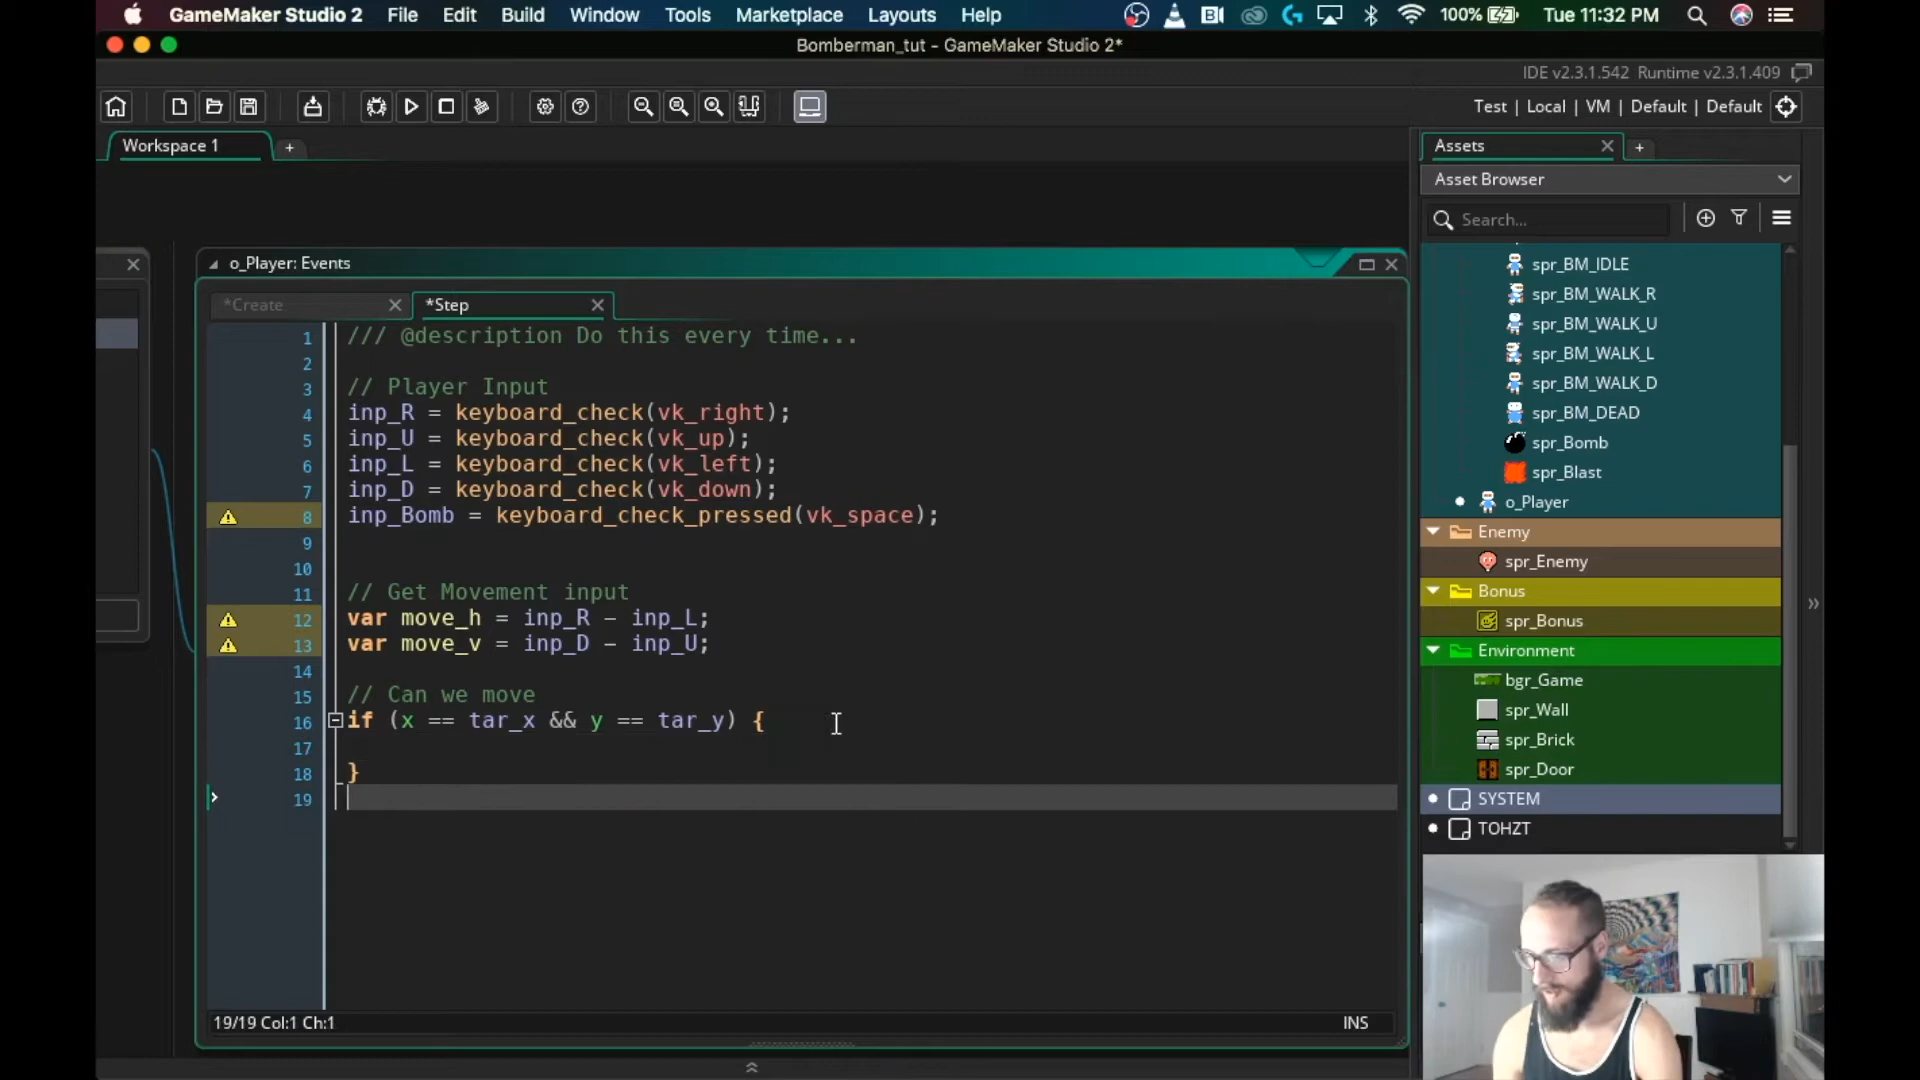 GameMaker Studio 2 File Edit Build Window Tools Marketplace Layouts Help 100% Tue 11:32 PM
Bomberman_tut - GameMaker Studio 2*
IDE v2.3.1.542 Runtime v2.3.1.409
Test | Local | VM | Default | Default
Workspace 1 +
Assets +
Asset Browser
Search...
o_Player: Events
*Create *Step
1 /// @description Do this every time...
2
3 // Player Input
4 inp_R = keyboard_check(vk_right);
5 inp_U = keyboard_check(vk_up);
6 inp_L = keyboard_check(vk_left);
7 inp_D = keyboard_check(vk_down);
8 inp_Bomb = keyboard_check_pressed(vk_space);
9
10
11 // Get Movement input
12 var move_h = inp_R - inp_L;
13 var move_v = inp_D - inp_U;
14
15 // Can we move
16 if (x == tar_x && y == tar_y) {
17
18 }
19
19/19 Col:1 Ch:1 INS
spr_BM_IDLE
spr_BM_WALK_R
spr_BM_WALK_U
spr_BM_WALK_L
spr_BM_WALK_D
spr_BM_DEAD
spr_Bomb
spr_Blast
o_Player
Enemy
spr_Enemy
Bonus
spr_Bonus
Environment
bgr_Game
spr_Wall
spr_Brick
spr_Door
SYSTEM
TOHZT